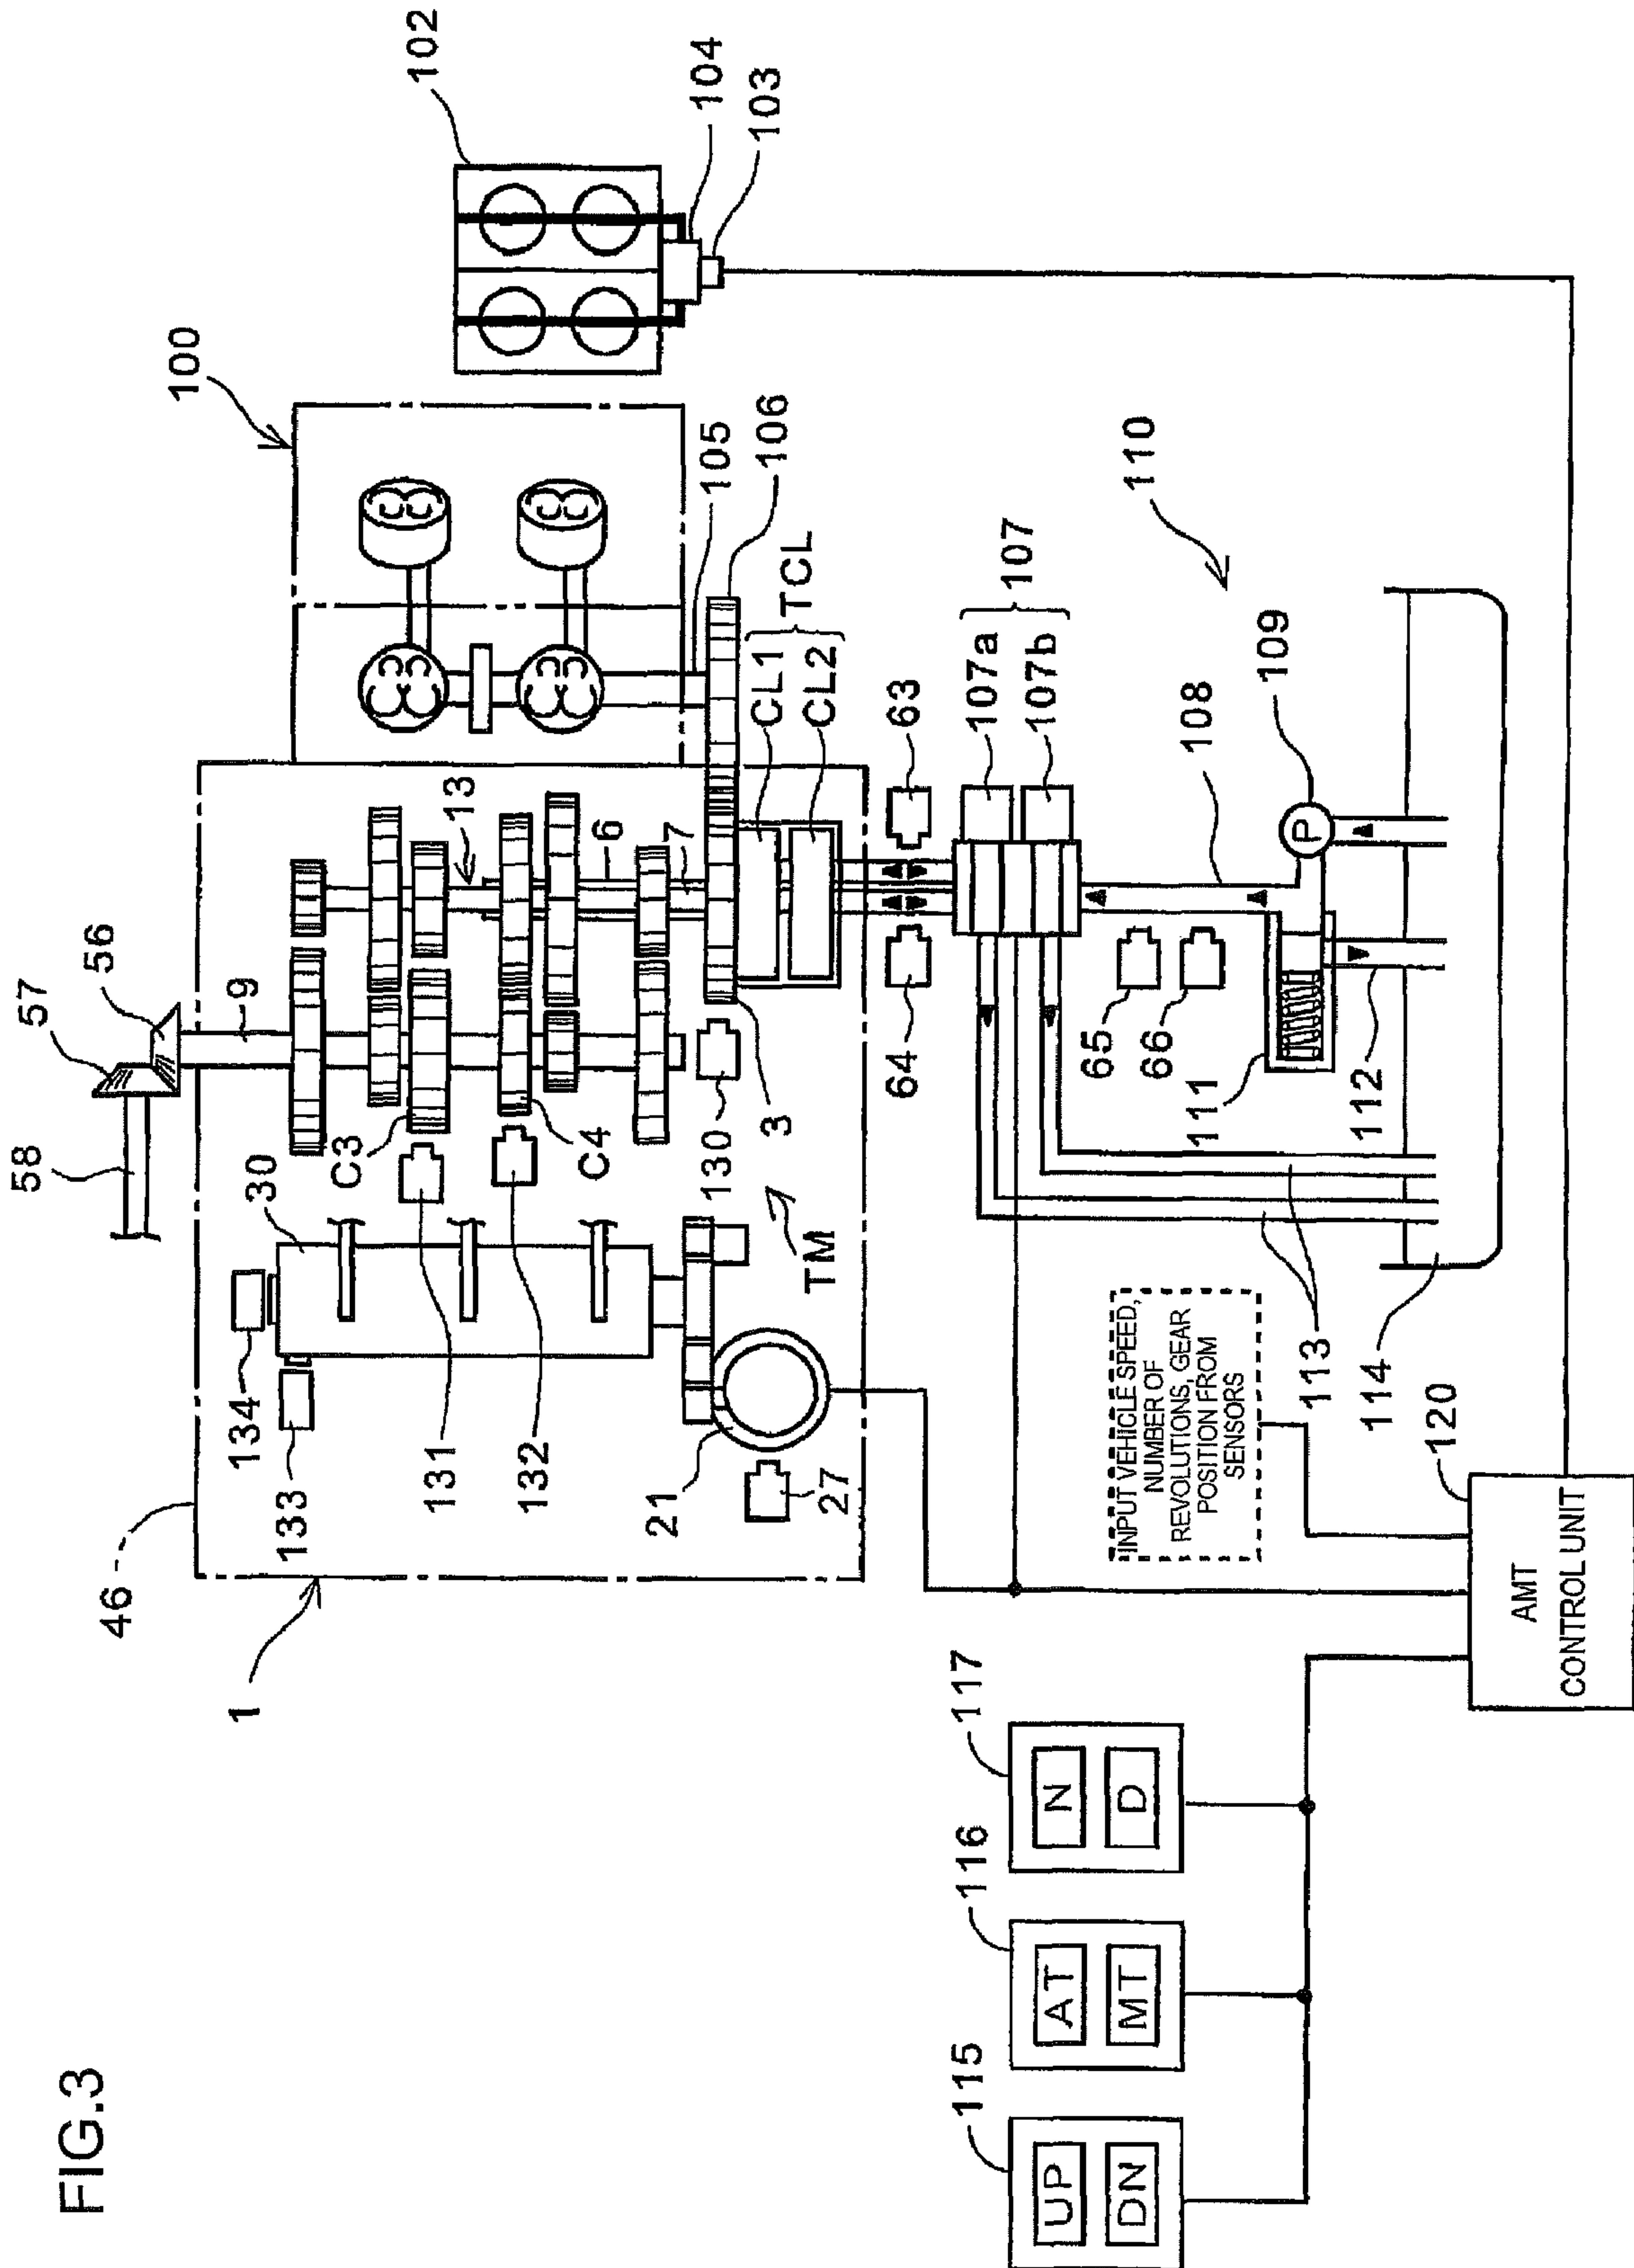 FIG.3
46
1
134
133
30
131
132
21
27
TM
58
57
56
9
C3
C4
130
3
13
6
7
100
102
104
103
105
106
CL1
CL2
TCL
63
64
107a
107b
107
65
66
108
109
110
111
112
113
114
INPUT VEHICLE SPEED,
NUMBER OF
REVOLUTIONS, GEAR
POSITION FROM
SENSORS
P
120
AMT
CONTROL UNIT
115
UP
DN
116
AT
MT
117
N
D